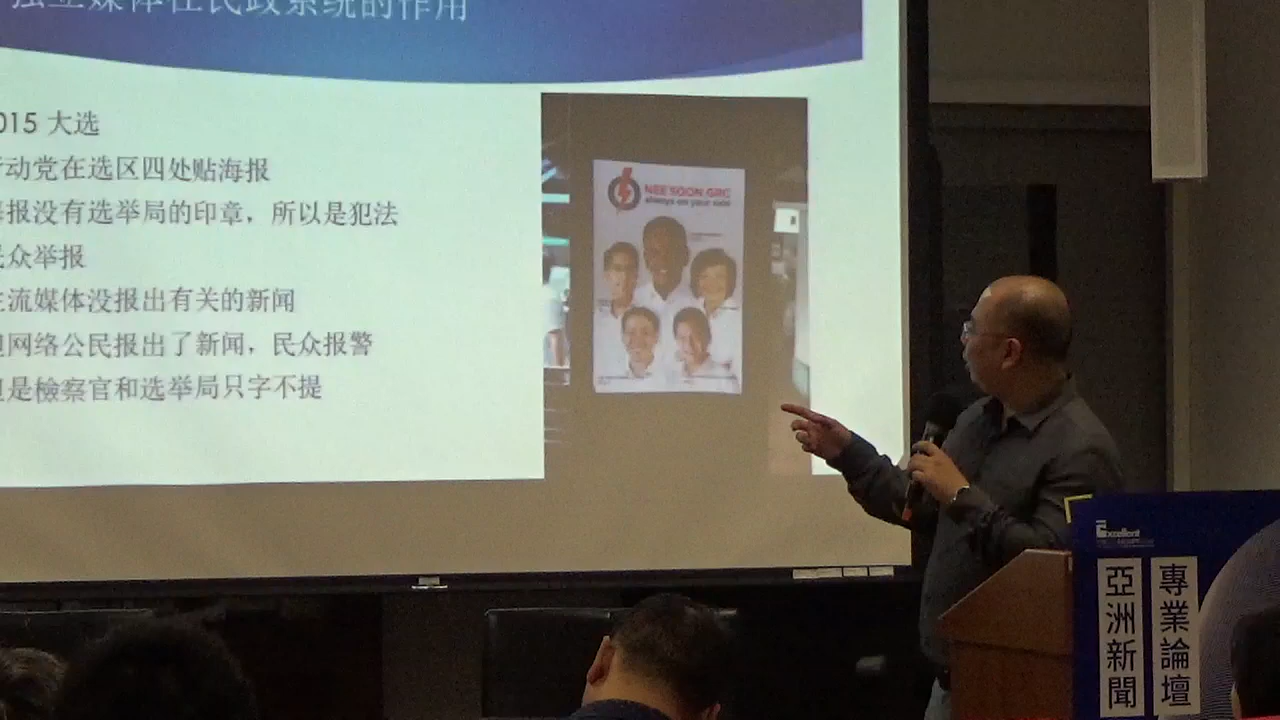 独立媒体在民政系统的作用
015 大选
行动党在选区四处贴海报
海报没有选举局的印章，所以是犯法
民众举报
主流媒体没报出有关的新闻
但网络公民报出了新闻，民众报警
但是檢察官和选举局只字不提
NEE SOON GRC
always on your side
Excellent
亞洲新聞
專業論壇